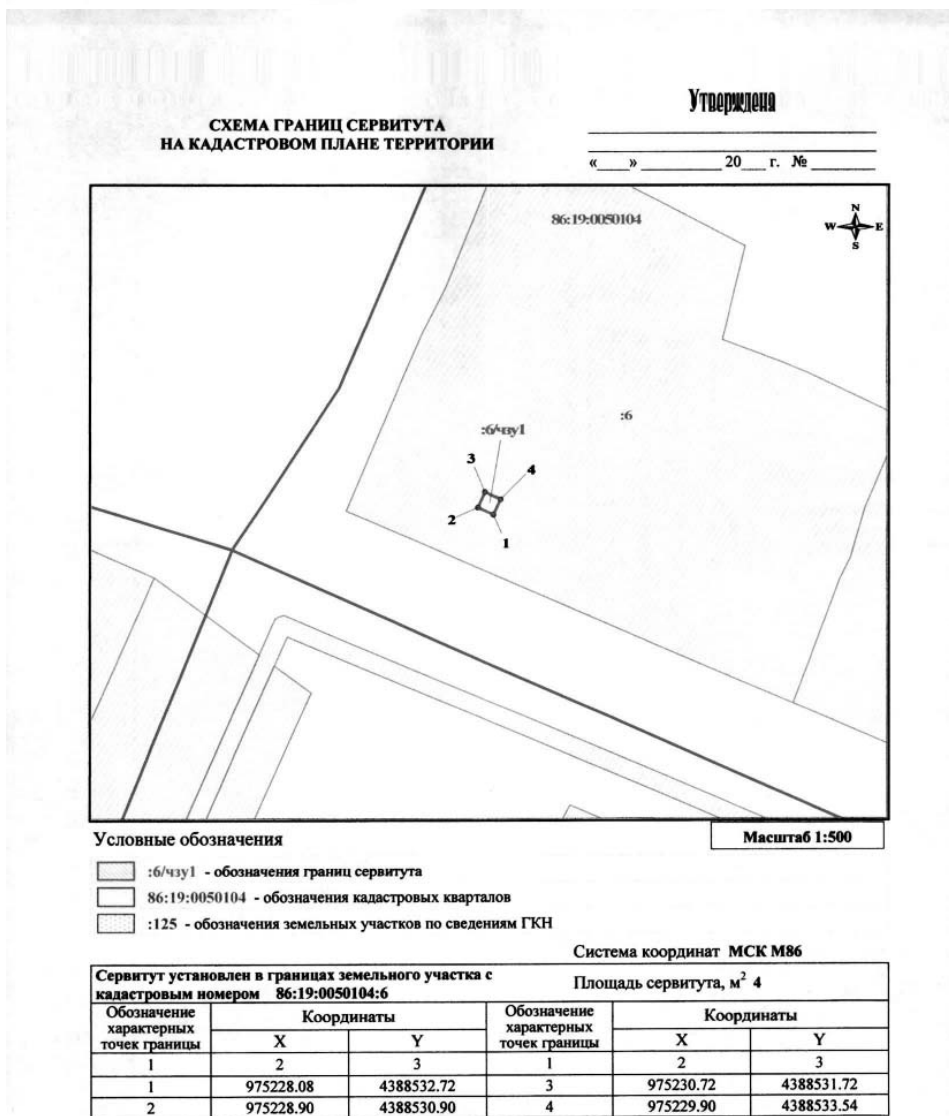 Утверждена
СХЕМА ГРАНИЦ СЕРВИТУТА
НА КАДАСТРОВОМ ПЛАНЕ ТЕРРИТОРИИ
«____»__________ 20___ г. № ________
86:19:0050104
N
W E
S
:6
:6/чзу1
3
4
2
1
Условные обозначения
Масштаб 1:500
:6/чзу1 - обозначения границ сервитута
86:19:0050104 - обозначения кадастровых кварталов
:125 - обозначения земельных участков по сведениям ГКН
Система координат МСК М86
Сервитут установлен в границах земельного участка с
кадастровым номером 86:19:0050104:6
Площадь сервитута, м² 4
Обозначение характерных точек границы Координаты Обозначение характерных точек границы Координаты
X Y X Y
1 2 3 1 2 3
1 975228.08 4388532.72 3 975230.72 4388531.72
2 975228.90 4388530.90 4 975229.90 4388533.54